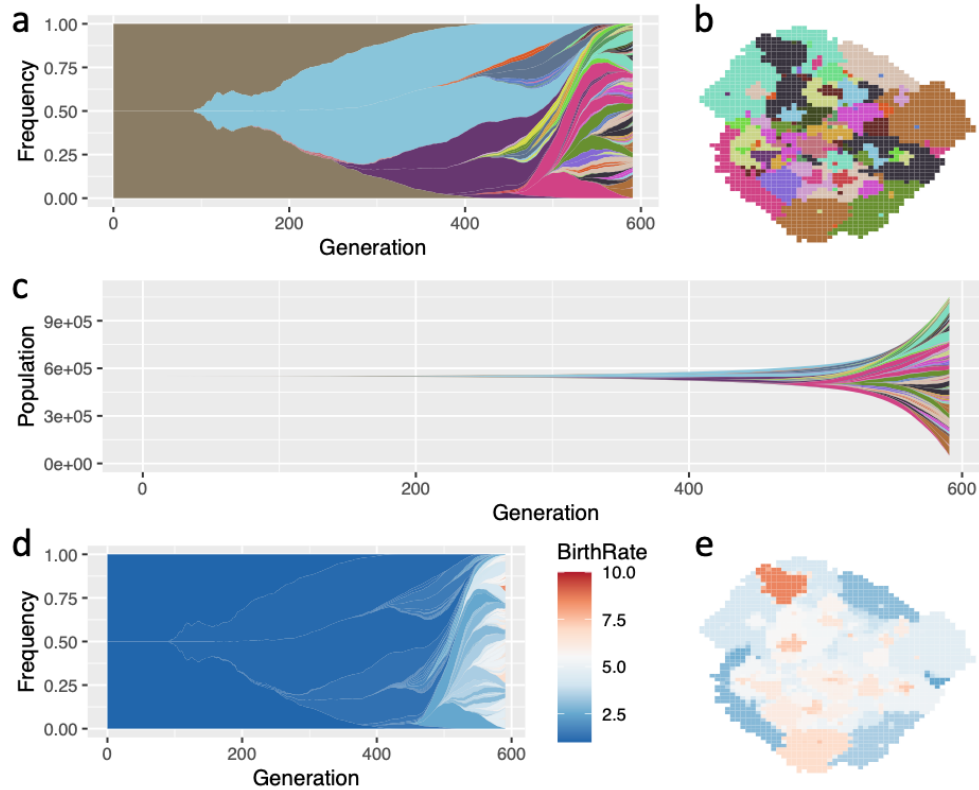 a
1.00
0.75
0.50
0.25
0.00
Frequency
0 200 400 600
Generation
b
c
9e+05
6e+05
3e+05
0e+00
Population
0 200 400 600
Generation
d
1.00
0.75
0.50
0.25
0.00
Frequency
0 200 400 600
Generation
BirthRate
10.0
7.5
5.0
2.5
e